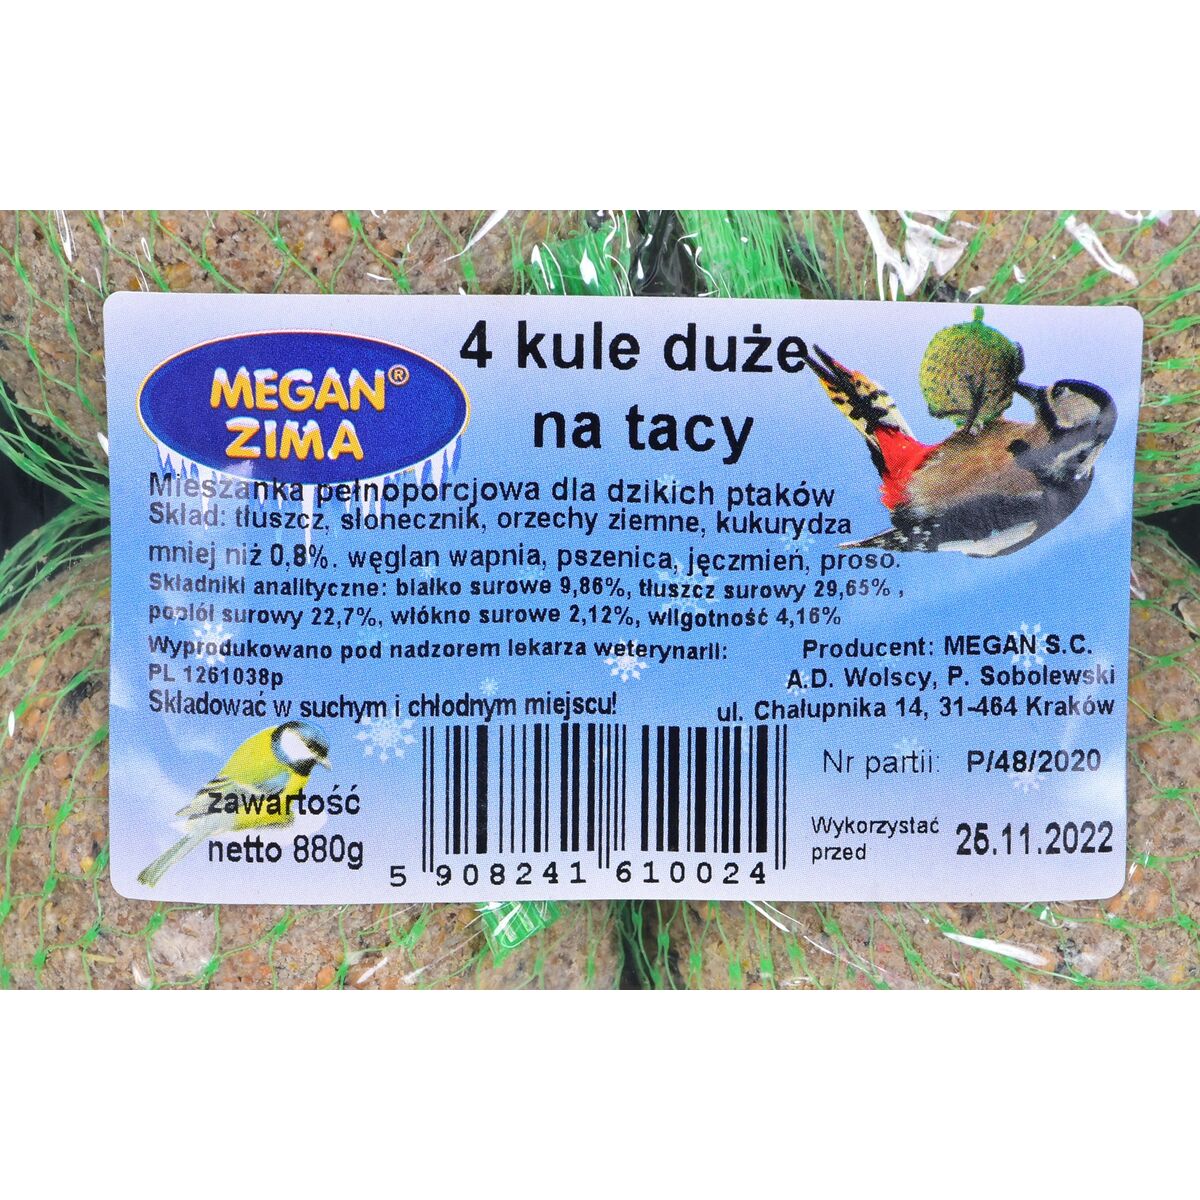 MEGAN®
ZIMA
4 kule duże
na tacy
Mieszanka pełnoporcjowa dla dzikich ptaków
Skład: tłuszcz, słonecznik, orzechy ziemne, kukurydza
mniej niż 0,8%. węglan wapnia, pszenica, jęczmień, proso.
Składniki analityczne: białko surowe 9,86%, tłuszcz surowy 29,65% ,
popiół surowy 22,7%, włókno surowe 2,12%, wilgotność 4,16%
Wyprodukowano pod nadzorem lekarza weterynarii:
PL 1261038p
Składować w suchym i chłodnym miejscu!
Producent: MEGAN S.C.
A.D. Wolscy, P. Sobolewski
ul. Chałupnika 14, 31-464 Kraków
zawartość
netto 880g
5 908241 610024
Nr partii: P/48/2020
Wykorzystać
przed 25.11.2022